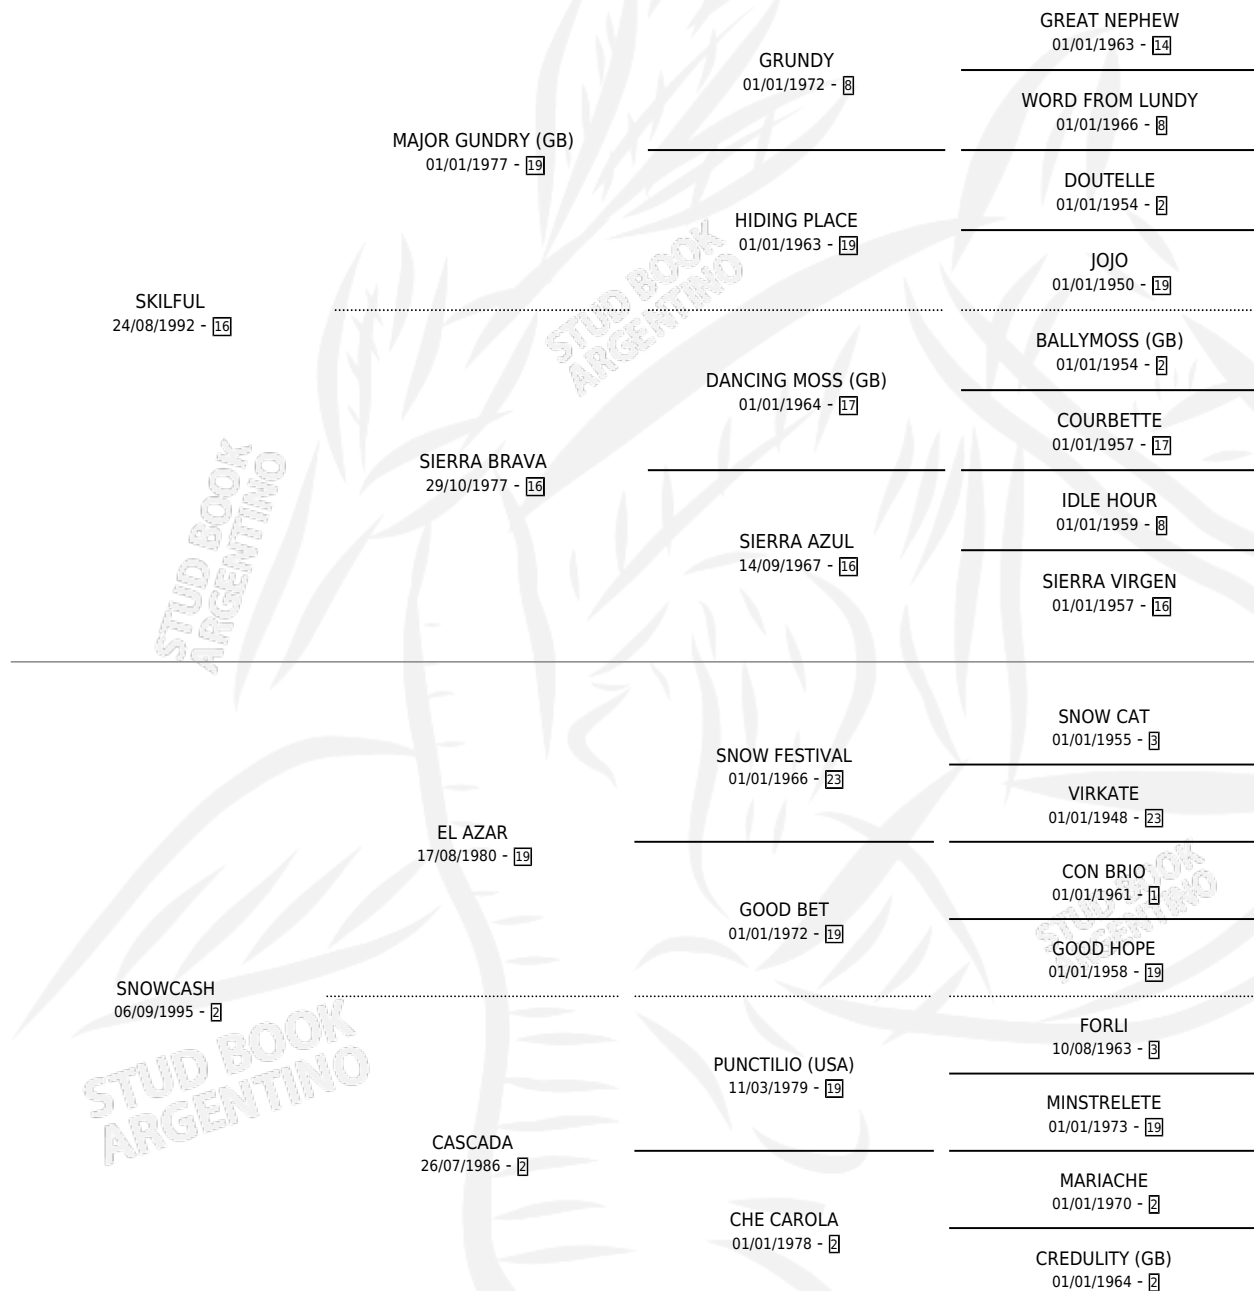 GREAT NEPHEW
01/01/1963 - 14
GRUNDY
01/01/1972 - 8
WORD FROM LUNDY
01/01/1966 - 8
MAJOR GUNDRY (GB)
01/01/1977 - 19
DOUTELLE
01/01/1954 - 2
HIDING PLACE
01/01/1963 - 19
JOJO
01/01/1950 - 19
SKILFUL
24/08/1992 - 16
STUD BOOK
ARGENTINO
BALLYMOSS (GB)
01/01/1954 - 2
DANCING MOSS (GB)
01/01/1964 - 17
COURBETTE
01/01/1957 - 17
SIERRA BRAVA
29/10/1977 - 16
IDLE HOUR
01/01/1959 - 8
SIERRA AZUL
14/09/1967 - 16
SIERRA VIRGEN
01/01/1957 - 16
STUD BOOK
ARGENTINO
SNOW CAT
01/01/1955 - 3
SNOW FESTIVAL
01/01/1966 - 23
VIRKATE
01/01/1948 - 23
EL AZAR
17/08/1980 - 19
CON BRIO
01/01/1961 - 1
STUD BOOK
ARGENTINO
GOOD BET
01/01/1972 - 19
GOOD HOPE
01/01/1958 - 19
SNOWCASH
06/09/1995 - 2
STUD BOOK
ARGENTINO
FORLI
10/08/1963 - 3
PUNCTILIO (USA)
11/03/1979 - 19
MINSTRELETE
01/01/1973 - 19
CASCADA
26/07/1986 - 2
MARIACHE
01/01/1970 - 2
CHE CAROLA
01/01/1978 - 2
CREDULITY (GB)
01/01/1964 - 2